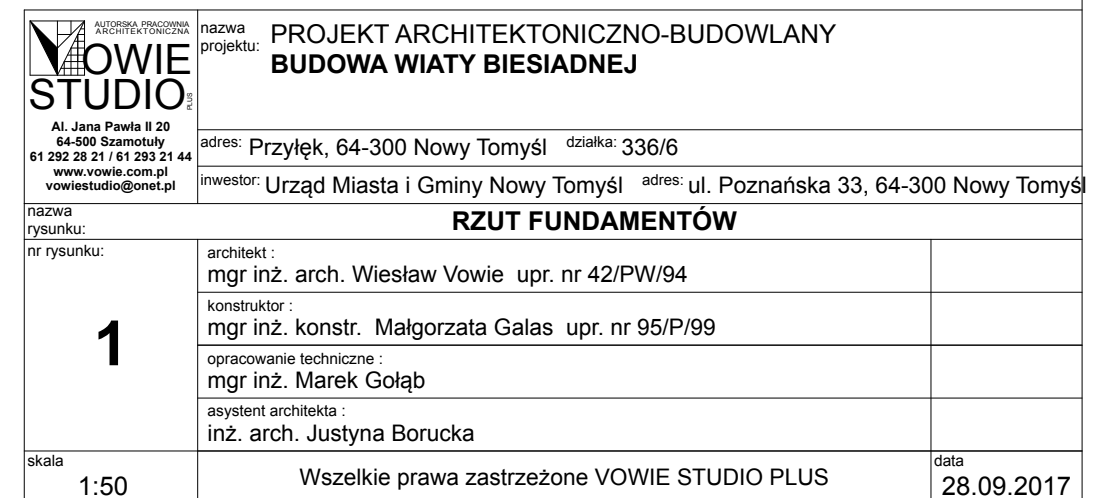 AUTORSKA PRACOWNIA
ARCHITEKTONICZNA
VOWIE
STUDIO PLUS
Al. Jana Pawła II 20
64-500 Szamotuły
61 292 28 21 / 61 293 21 44
www.vowie.com.pl
vowiestudio@onet.pl
nazwa projektu: PROJEKT ARCHITEKTONICZNO-BUDOWLANY
BUDOWA WIATY BIESIADNEJ
adres: Przyłęk, 64-300 Nowy Tomyśl działka: 336/6
inwestor: Urząd Miasta i Gminy Nowy Tomyśl adres: ul. Poznańska 33, 64-300 Nowy Tomyśl
nazwa
rysunku:
RZUT FUNDAMENTÓW
nr rysunku:
1
architekt :
mgr inż. arch. Wiesław Vowie upr. nr 42/PW/94
konstruktor :
mgr inż. konstr. Małgorzata Galas upr. nr 95/P/99
opracowanie techniczne :
mgr inż. Marek Gołąb
asystent architekta :
inż. arch. Justyna Borucka
skala
1:50
Wszelkie prawa zastrzeżone VOWIE STUDIO PLUS
data
28.09.2017